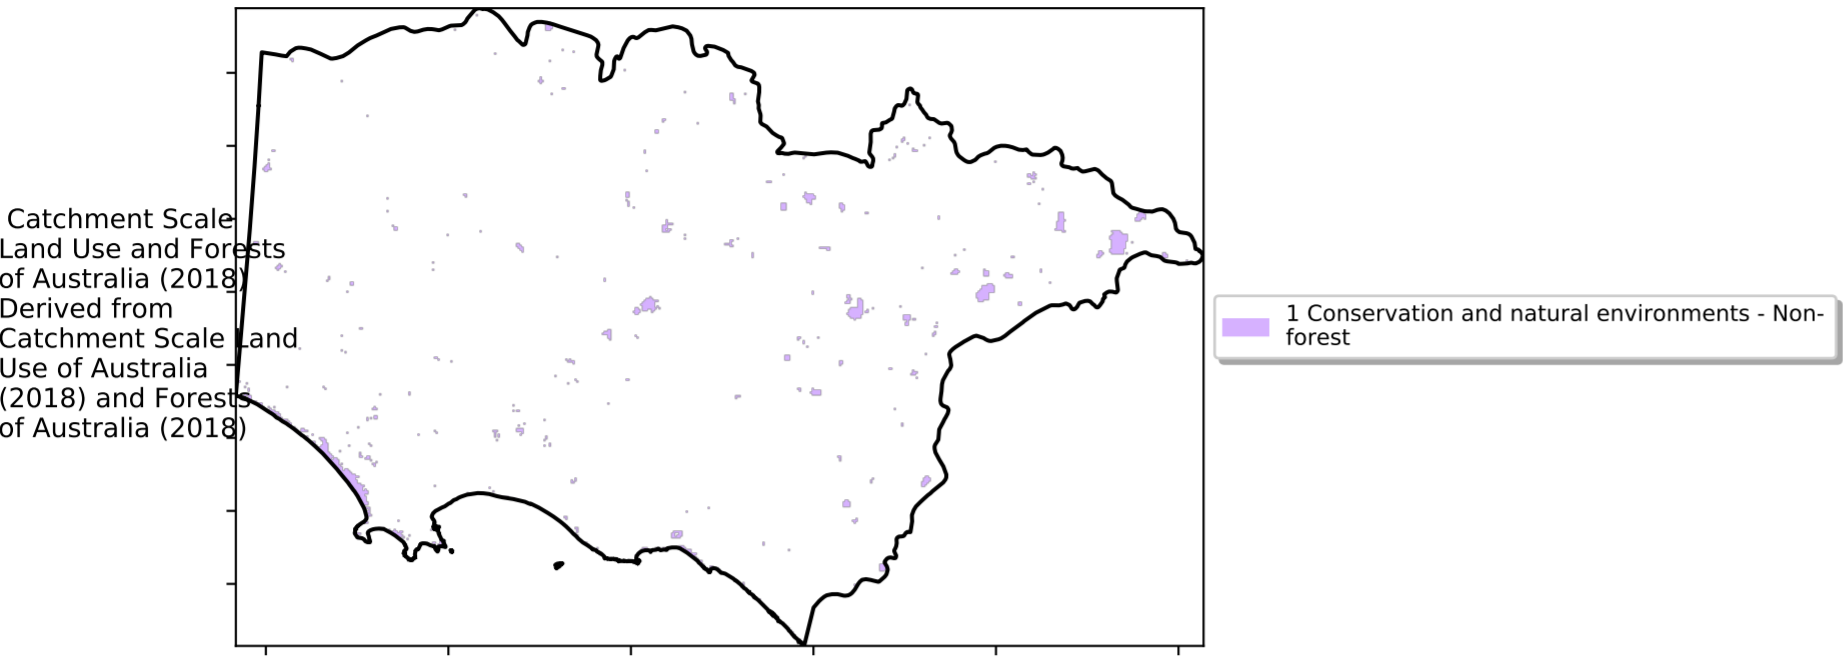 Catchment Scale
Land Use and Forests
of Australia (2018)
Derived from
Catchment Scale Land
Use of Australia
(2018) and Forests
of Australia (2018)
1 Conservation and natural environments - Non-
forest